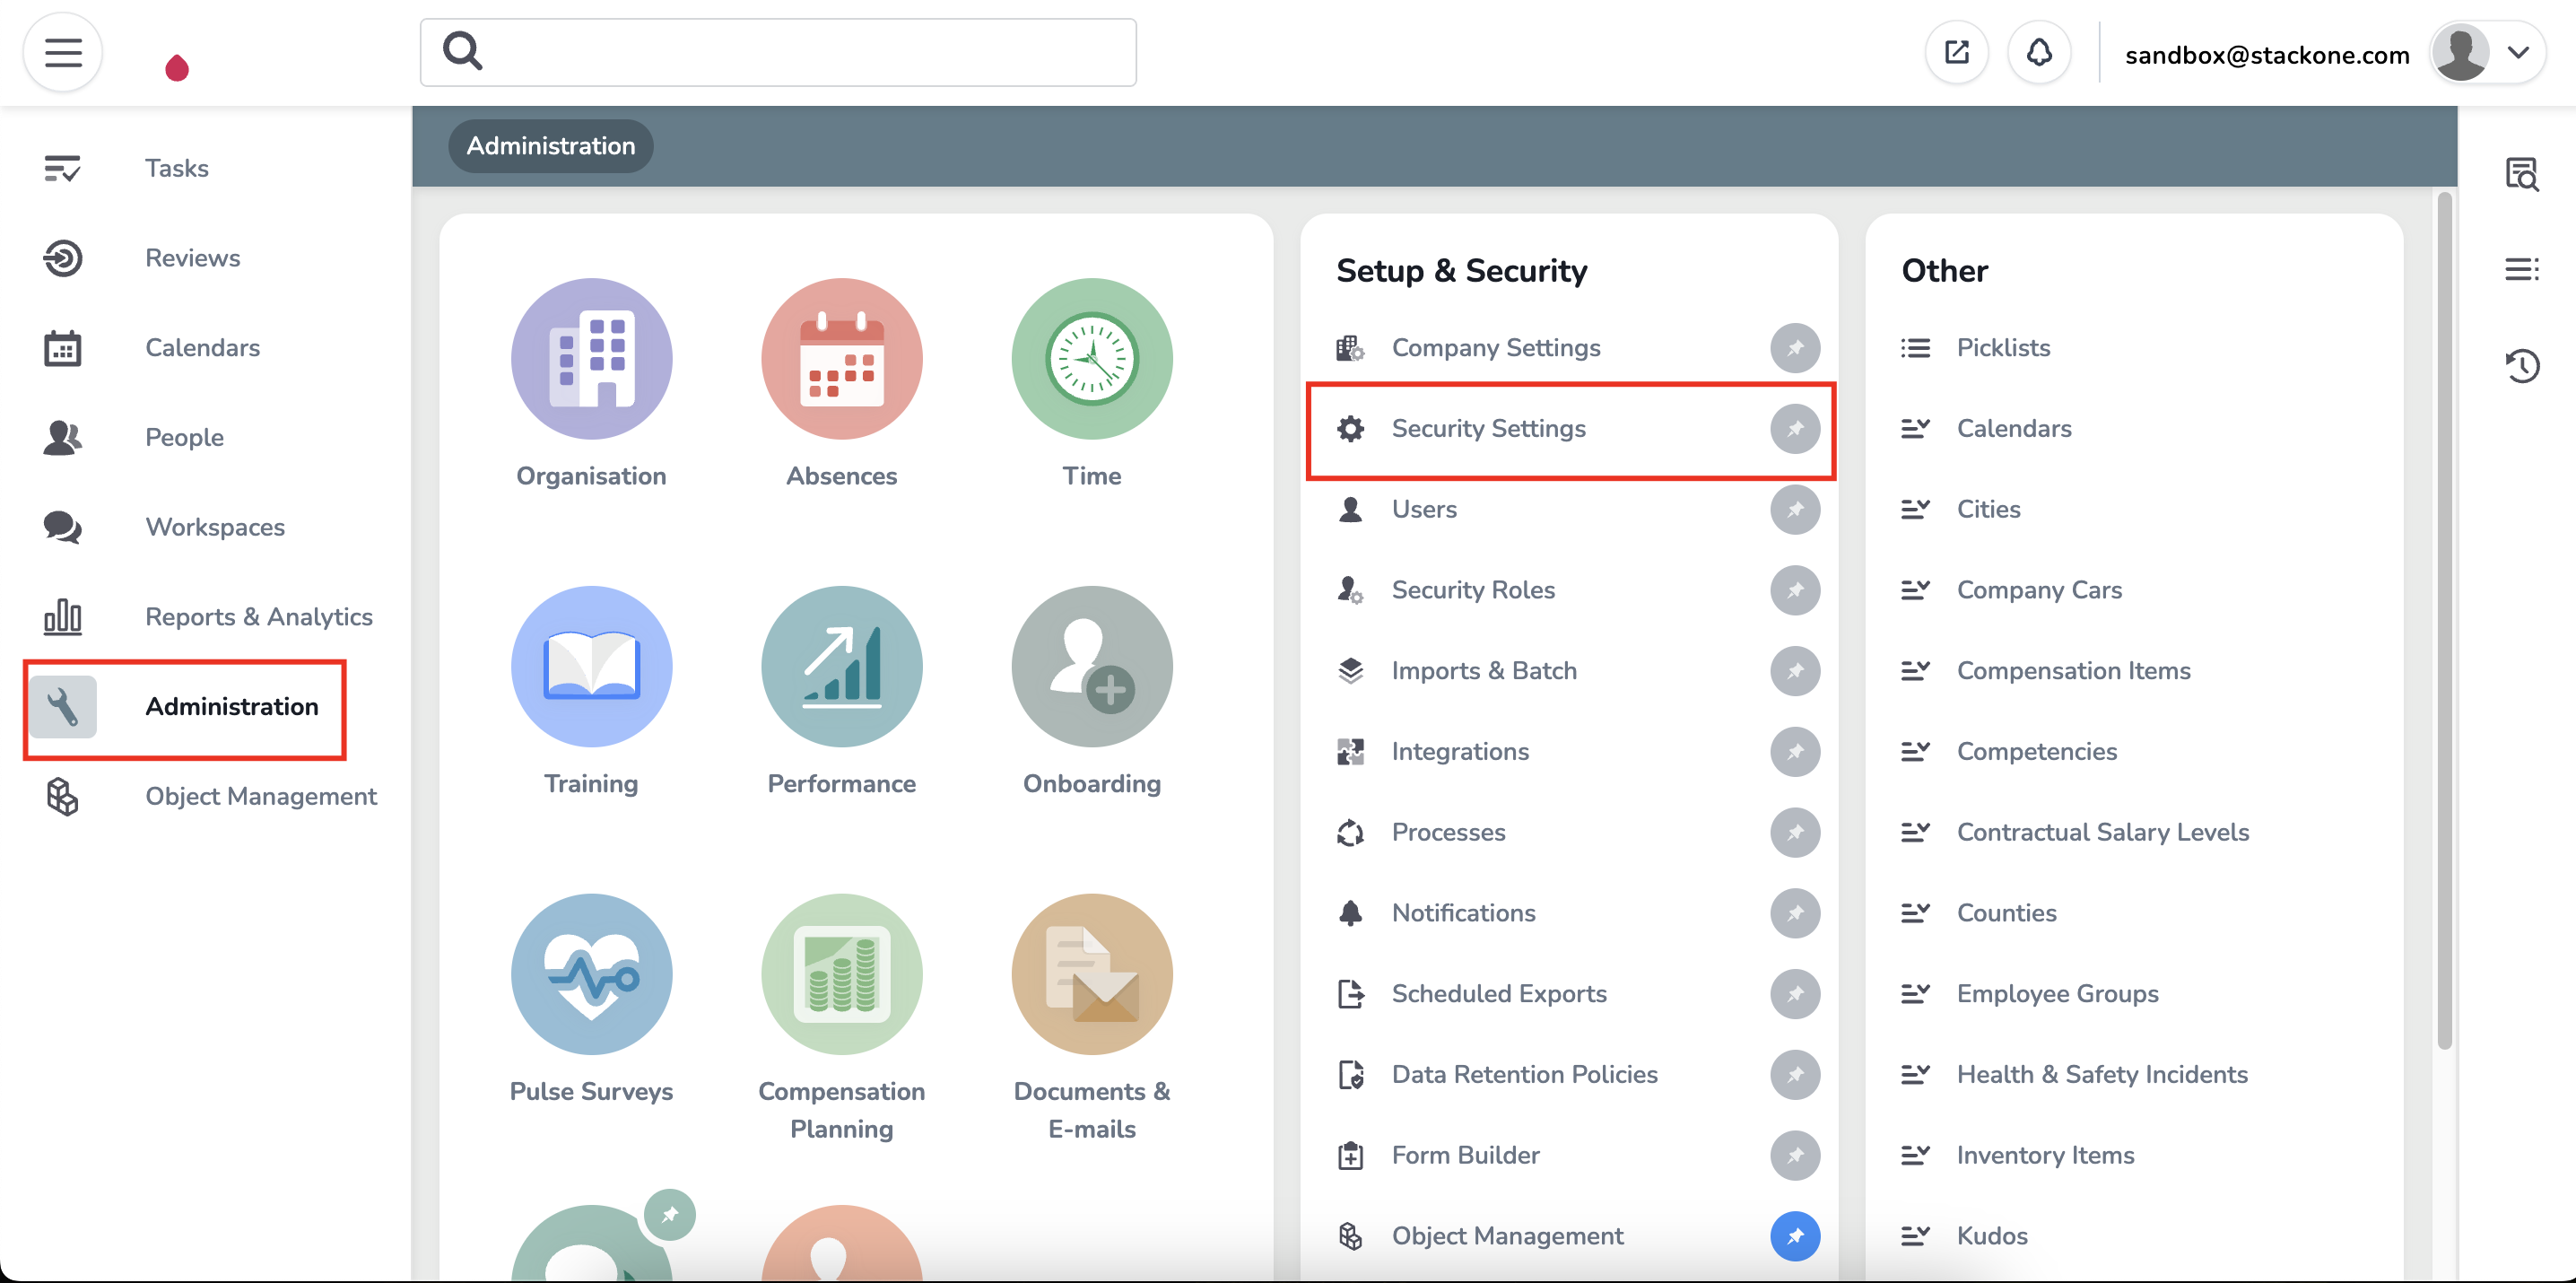 sandbox@stackone.com
Tasks
Reviews
Calendars
People
Workspaces
Reports & Analytics
Administration
Object Management
Administration
Organisation
Absences
Time
Training
Performance
Onboarding
Pulse Surveys
Compensation
Planning
Documents &
E-mails
Setup & Security
Company Settings
Security Settings
Users
Security Roles
Imports & Batch
Integrations
Processes
Notifications
Scheduled Exports
Data Retention Policies
Form Builder
Object Management
Other
Picklists
Calendars
Cities
Company Cars
Compensation Items
Competencies
Contractual Salary Levels
Counties
Employee Groups
Health & Safety Incidents
Inventory Items
Kudos